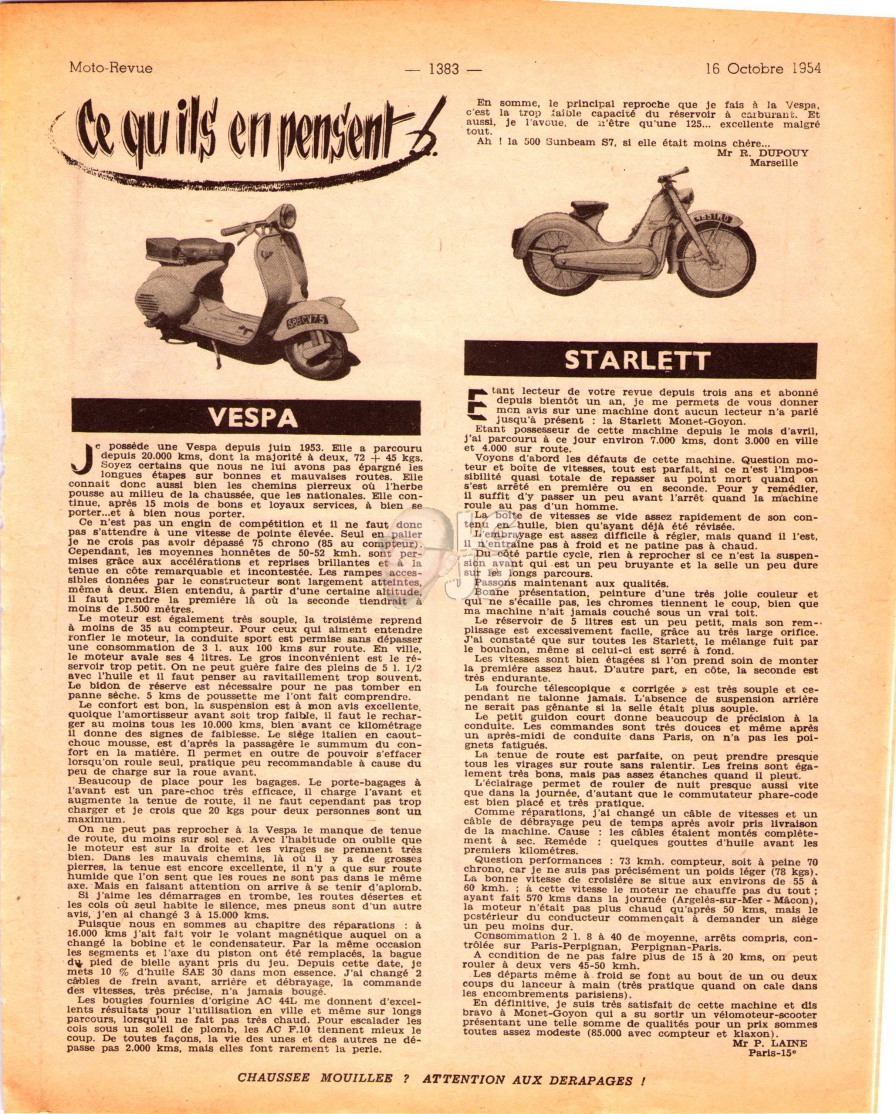 Moto-Revue
— 1383 —
16 Octobre 1954
Ce qu'ils en pensent
VESPA
Je possède une Vespa depuis juin 1953. Elle a parcouru
depuis 20.000 kms, dont la majorité à deux, 72 + 45 kgs.
Soyez certains que nous ne lui avons pas épargné les
longues étapes sur bonnes et mauvaises routes. Elle
connait donc aussi bien les chemins pierreux où l'herbe
pousse au milieu de la chaussée, que les nationales. Elle con-
tinue, après 15 mois de bons et loyaux services, à bien se
porter...et à bien nous porter.
Ce n'est pas un engin de compétition et il ne faut donc
pas s'attendre à une vitesse de pointe élevée. Seul en palier
je ne crois pas avoir dépassé 75 chrono (85 au compteur).
Cependant, les moyennes honnêtes de 50-52 kmh. sont per-
mises grâce aux accélérations et reprises brillantes et à la
tenue en côte remarquable et incontestée. Les rampes acces-
sibles données par le constructeur sont largement atteintes,
même à deux. Bien entendu, à partir d'une certaine altitude,
il faut prendre la première là où la seconde tiendrait à
moins de 1.500 mètres.
Le moteur est également très souple, la troisième reprend
à moins de 35 au compteur. Pour ceux qui aiment entendre
ronfler le moteur, la conduite sport est permise sans dépasser
une consommation de 3 l. aux 100 kms sur route. En ville,
le moteur avale ses 4 litres. Le gros inconvénient est le ré-
servoir trop petit. On ne peut guère faire des pleins de 5 l. 1/2
avec l'huile et il faut penser au ravitaillement trop souvent.
Le bidon de réserve est nécessaire pour ne pas tomber en
panne sèche. 5 kms de poussette me l'ont fait comprendre.
Le confort est bon, la suspension est à mon avis excellente,
quoique l'amortisseur avant soit trop faible, il faut le rechar-
ger au moins tous les 10.000 kms, bien avant ce kilométrage
il donne des signes de faiblesse. Le siège italien en caout-
chouc mousse, est d'après la passagère le summum du con-
fort en la matière. Il permet en outre de pouvoir s'effacer
lorsqu'on roule seul, pratique peu recommandable à cause du
peu de charge sur la roue avant.
Beaucoup de place pour les bagages. Le porte-bagages à
l'avant est un pare-choc très efficace, il charge l'avant et
augmente la tenue de route, il ne faut cependant pas trop
charger et je crois que 20 kgs pour deux personnes sont un
maximum.
On ne peut pas reprocher à la Vespa le manque de tenue
de route, du moins sur sol sec. Avec l'habitude on oublie que
le moteur est sur la droite et les virages se prennent très
bien. Dans les mauvais chemins, là où il y a de grosses
pierres, la tenue est encore excellente, il n'y a que sur route
humide que l'on sent que les roues ne sont pas dans le même
axe. Mais en faisant attention on arrive à se tenir d'aplomb.
Si j'aime les démarrages en trombe, les routes désertes et
les cols où seul habite le silence, mes pneus sont d'un autre
avis, j'en ai changé 3 à 15.000 kms.
Puisque nous en sommes au chapitre des réparations : à
16.000 kms j'ait fait voir le volant magnétique auquel on a
changé la bobine et le condensateur. Par la même occasion
les segments et l'axe du piston ont été remplacés, la bague
de pied de bielle ayant pris du jeu. Depuis cette date, je
mets 10 % d'huile SAE 30 dans mon essence. J'ai changé 2
câbles de frein avant, arrière et débrayage, la commande
des vitesses, très précise, n'a jamais bougé.
Les bougies fournies d'origine AC 44L me donnent d'excel-
lents résultats pour l'utilisation en ville et même sur longs
parcours, lorsqu'il ne fait pas très chaud. Pour escalader les
cols sous un soleil de plomb, les AC F.10 tiennent mieux le
coup. De toutes façons, la vie des unes et des autres ne dé-
passe pas 2.000 kms, mais elles font rarement la perle.
En somme, le principal reproche que je fais à la Vespa,
c'est la trop faible capacité du réservoir à carburant. Et
aussi, je l'avoue, de n'être qu'une 125... excellente malgré
tout.
Ah ! la 500 Sunbeam S7, si elle était moins chère...
Mr R. DUPOUY
Marseille
STARLETT
Etant lecteur de votre revue depuis trois ans et abonné
depuis bientôt un an, je me permets de vous donner
mon avis sur une machine dont aucun lecteur n'a parlé
jusqu'à présent : la Starlett Monet-Goyon.
Etant possesseur de cette machine depuis le mois d'avril,
j'ai parcouru à ce jour environ 7.000 kms, dont 3.000 en ville
et 4.000 sur route.
Voyons d'abord les défauts de cette machine. Question mo-
teur et boîte de vitesses, tout est parfait, si ce n'est l'impos-
sibilité quasi totale de repasser au point mort quand on
s'est arrêté en première ou en seconde. Pour y remédier,
il suffit d'y passer un peu avant l'arrêt quand la machine
roule au pas d'un homme.
La boîte de vitesses se vide assez rapidement de son con-
tenu en huile, bien qu'ayant déjà été révisée.
L'embrayage est assez difficile à régler, mais quand il l'est,
il n'entraîne pas à froid et ne patine pas à chaud.
Du côté partie cycle, rien à reprocher si ce n'est la suspen-
sion avant qui est un peu bruyante et la selle un peu dure
sur les longs parcours.
Passons maintenant aux qualités.
Bonne présentation, peinture d'une très jolie couleur et
qui ne s'écaille pas, les chromes tiennent le coup, bien que
ma machine n'ait jamais couché sous un vrai toit.
Le réservoir de 5 litres est un peu petit, mais son rem-
plissage est excessivement facile, grâce au très large orifice.
J'ai constaté que sur toutes les Starlett, le mélange fuit par
le bouchon, même si celui-ci est serré à fond.
Les vitesses sont bien étagées si l'on prend soin de monter
la première assez haut. D'autre part, en côte, la seconde est
très endurante.
La fourche télescopique « corrigée » est très souple et ce-
pendant ne talonne jamais. L'absence de suspension arrière
ne serait pas gênante si la selle était plus souple.
Le petit guidon court donne beaucoup de précision à la
conduite. Les commandes sont très douces et même après
un après-midi de conduite dans Paris, on n'a pas les poi-
gnets fatigués.
La tenue de route est parfaite, on peut prendre presque
tous les virages sur route sans ralentir. Les freins sont éga-
lement très bons, mais pas assez étanches quand il pleut.
L'éclairage permet de rouler de nuit presque aussi vite
que dans la journée, d'autant que le commutateur phare-code
est bien placé et très pratique.
Comme réparations, j'ai changé un câble de vitesses et un
câble de débrayage peu de temps après avoir pris livraison
de la machine. Cause : les câbles étaient montés complète-
ment à sec. Remède : quelques gouttes d'huile avant les
premiers kilomètres.
Question performances : 73 kmh. compteur, soit à peine 70
chrono, car je ne suis pas précisément un poids léger (78 kgs).
La bonne vitesse de croisière se situe aux environs de 55 à
60 kmh. ; à cette vitesse le moteur ne chauffe pas du tout ;
ayant fait 570 kms dans la journée (Argelès-sur-Mer - Mâcon),
le moteur n'était pas plus chaud qu'après 50 kms, mais le
postérieur du conducteur commençait à demander un siège
un peu moins dur.
Consommation 2 l. 8 à 40 de moyenne, arrêts compris, con-
trôlée sur Paris-Perpignan, Perpignan-Paris.
A condition de ne pas faire plus de 15 à 20 kms, on peut
rouler à deux vers 45-50 kmh.
Les départs même à froid se font au bout de un ou deux
coups du lanceur à main (très pratique quand on cale dans
les encombrements parisiens).
En définitive, je suis très satisfait de cette machine et dis
bravo à Monet-Goyon qui a su sortir un vélomoteur-scooter
présentant une telle somme de qualités pour un prix sommes
toutes assez modeste (85.000 avec compteur et klaxon).
Mr P. LAINE
Paris-15e
CHAUSSEE MOUILLEE ? ATTENTION AUX DERAPAGES !